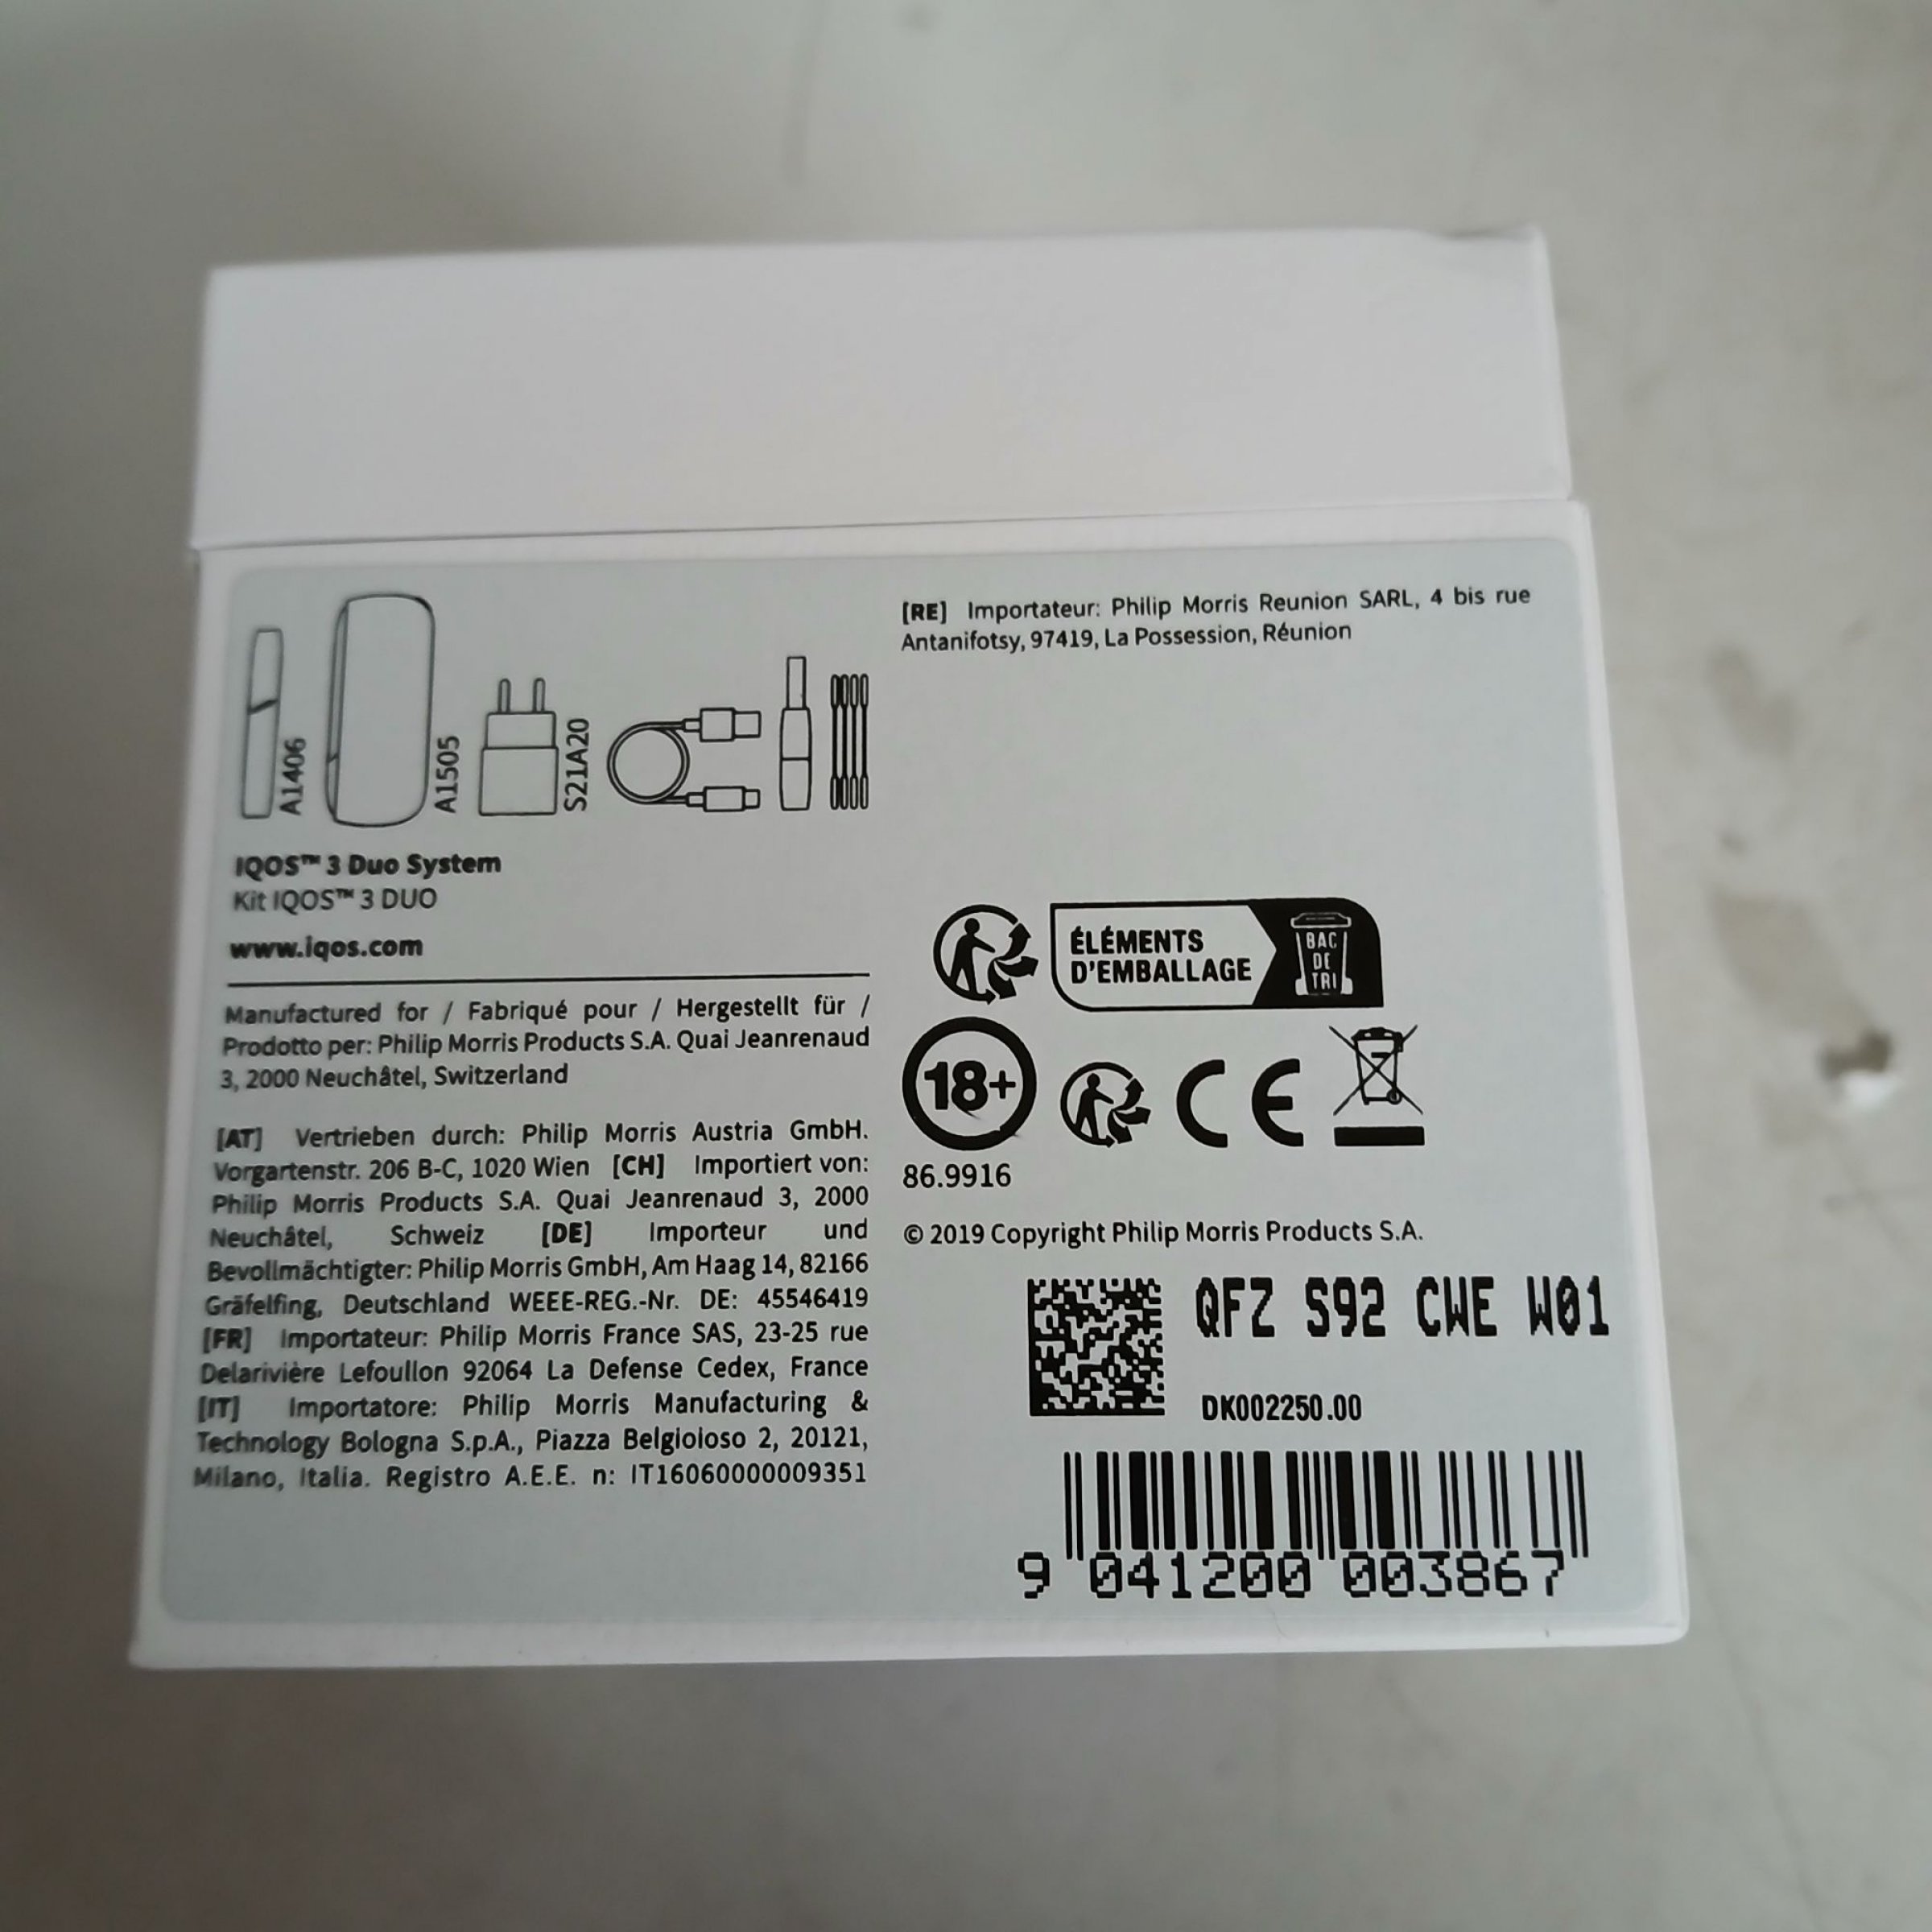 A1406
A1505
S21A20
IQOS™ 3 Duo System
Kit IQOS™ 3 DUO
www.iqos.com
Manufactured for / Fabriqué pour / Hergestellt für /
Prodotto per: Philip Morris Products S.A. Quai Jeanrenaud
3, 2000 Neuchâtel, Switzerland
[AT] Vertrieben durch: Philip Morris Austria GmbH.
Vorgartenstr. 206 B-C, 1020 Wien [CH] Importiert von:
Philip Morris Products S.A. Quai Jeanrenaud 3, 2000
Neuchâtel, Schweiz [DE] Importeur und
Bevollmächtigter: Philip Morris GmbH, Am Haag 14, 82166
Gräfelfing, Deutschland WEEE-REG.-Nr. DE: 45546419
[FR] Importateur: Philip Morris France SAS, 23-25 rue
Delarivière Lefoullon 92064 La Defense Cedex, France
[IT] Importatore: Philip Morris Manufacturing &
Technology Bologna S.p.A., Piazza Belgioioso 2, 20121,
Milano, Italia. Registro A.E.E. n: IT16060000009351
[RE] Importateur: Philip Morris Reunion SARL, 4 bis rue
Antanifotsy, 97419, La Possession, Réunion
ÉLÉMENTS
D'EMBALLAGE
BAC
DE
TRI
18+
CE
86.9916
© 2019 Copyright Philip Morris Products S.A.
QFZ S92 CWE W01
DK002250.00
9 041200 003867